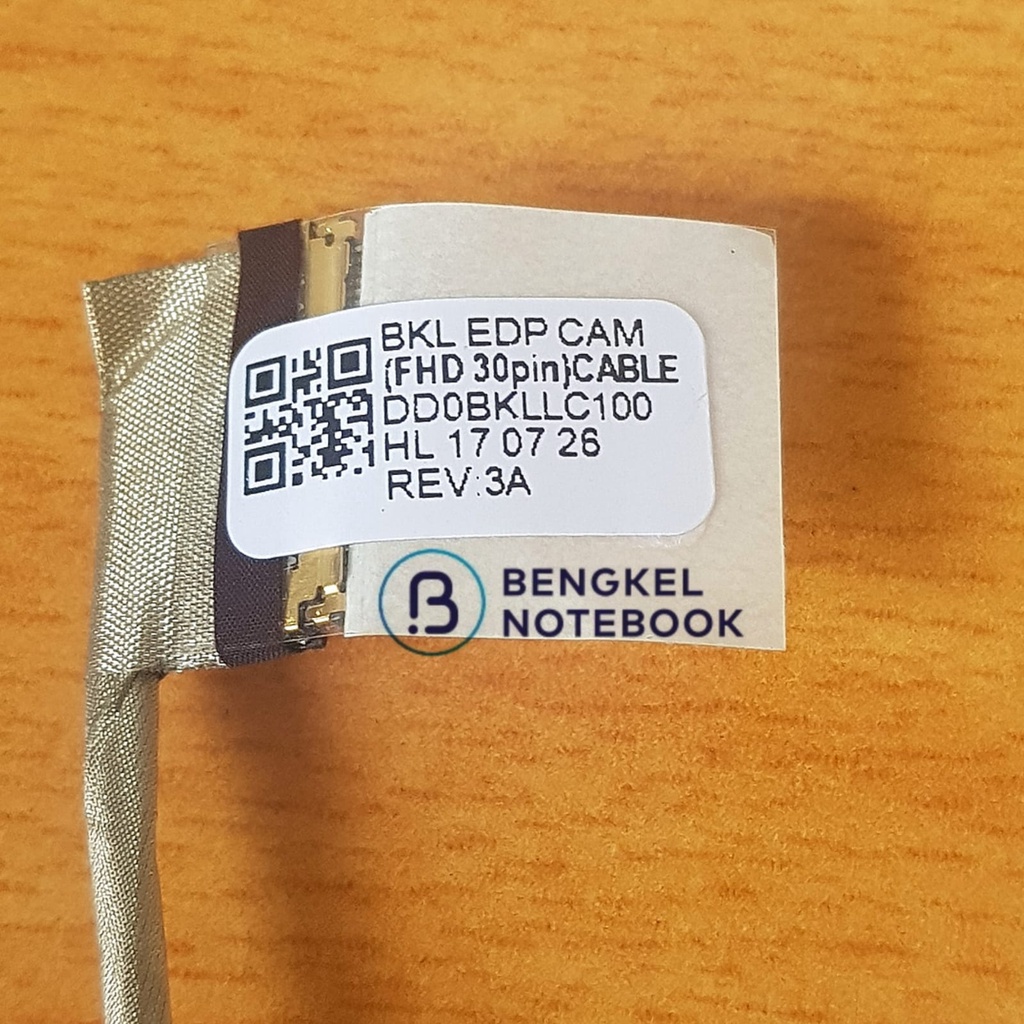 BKL EDP CAM
(FHD 30pin)CABLE
DD0BKLLC100
HL 17 07 26
REV:3A
BENGKEL
NOTEBOOK